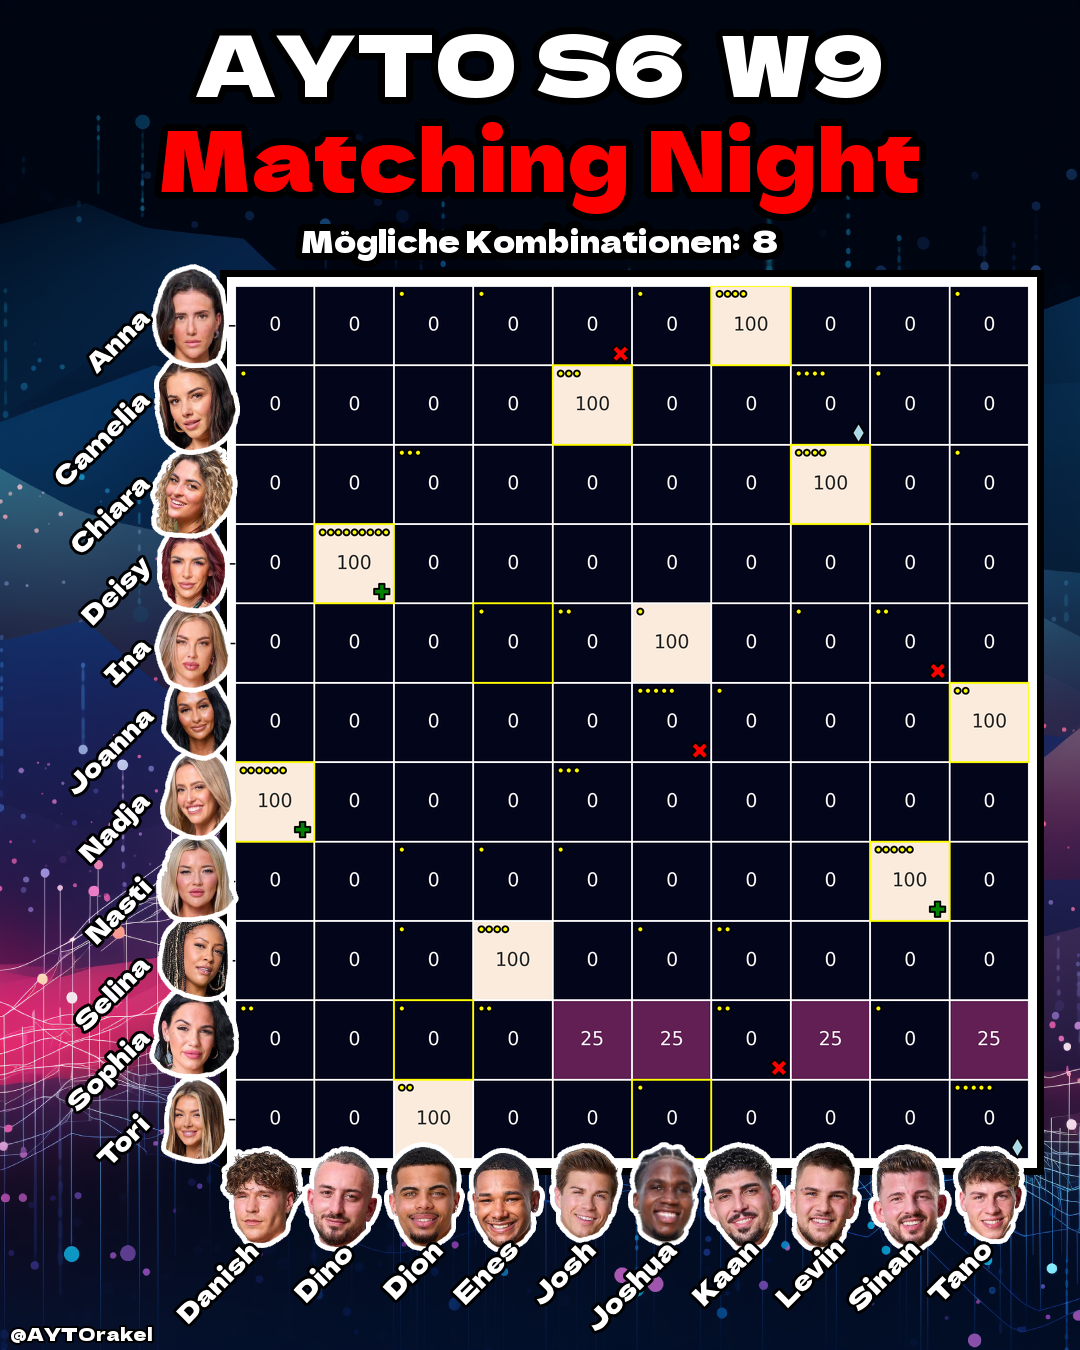 AYTO S6 W9
Matching Night
Mögliche Kombinationen: 8
Anna 0 0 0 0 0 0 100 0 0 0
Camelia 0 0 0 0 100 0 0 0 0 0
Chiara 0 0 0 0 0 0 0 100 0 0
Deisy 0 100 0 0 0 0 0 0 0 0
Ina 0 0 0 0 0 100 0 0 0 0
Joanna 0 0 0 0 0 0 0 0 0 100
Nadja 100 0 0 0 0 0 0 0 0 0
Nasti 0 0 0 0 0 0 0 0 100 0
Selina 0 0 0 100 0 0 0 0 0 0
Sophia 0 0 0 0 25 25 0 25 0 25
Tori 0 0 100 0 0 0 0 0 0 0
Danish Dino Dion Enes Josh Joshua Kaan Levin Sinan Tano
@AYTOrakel